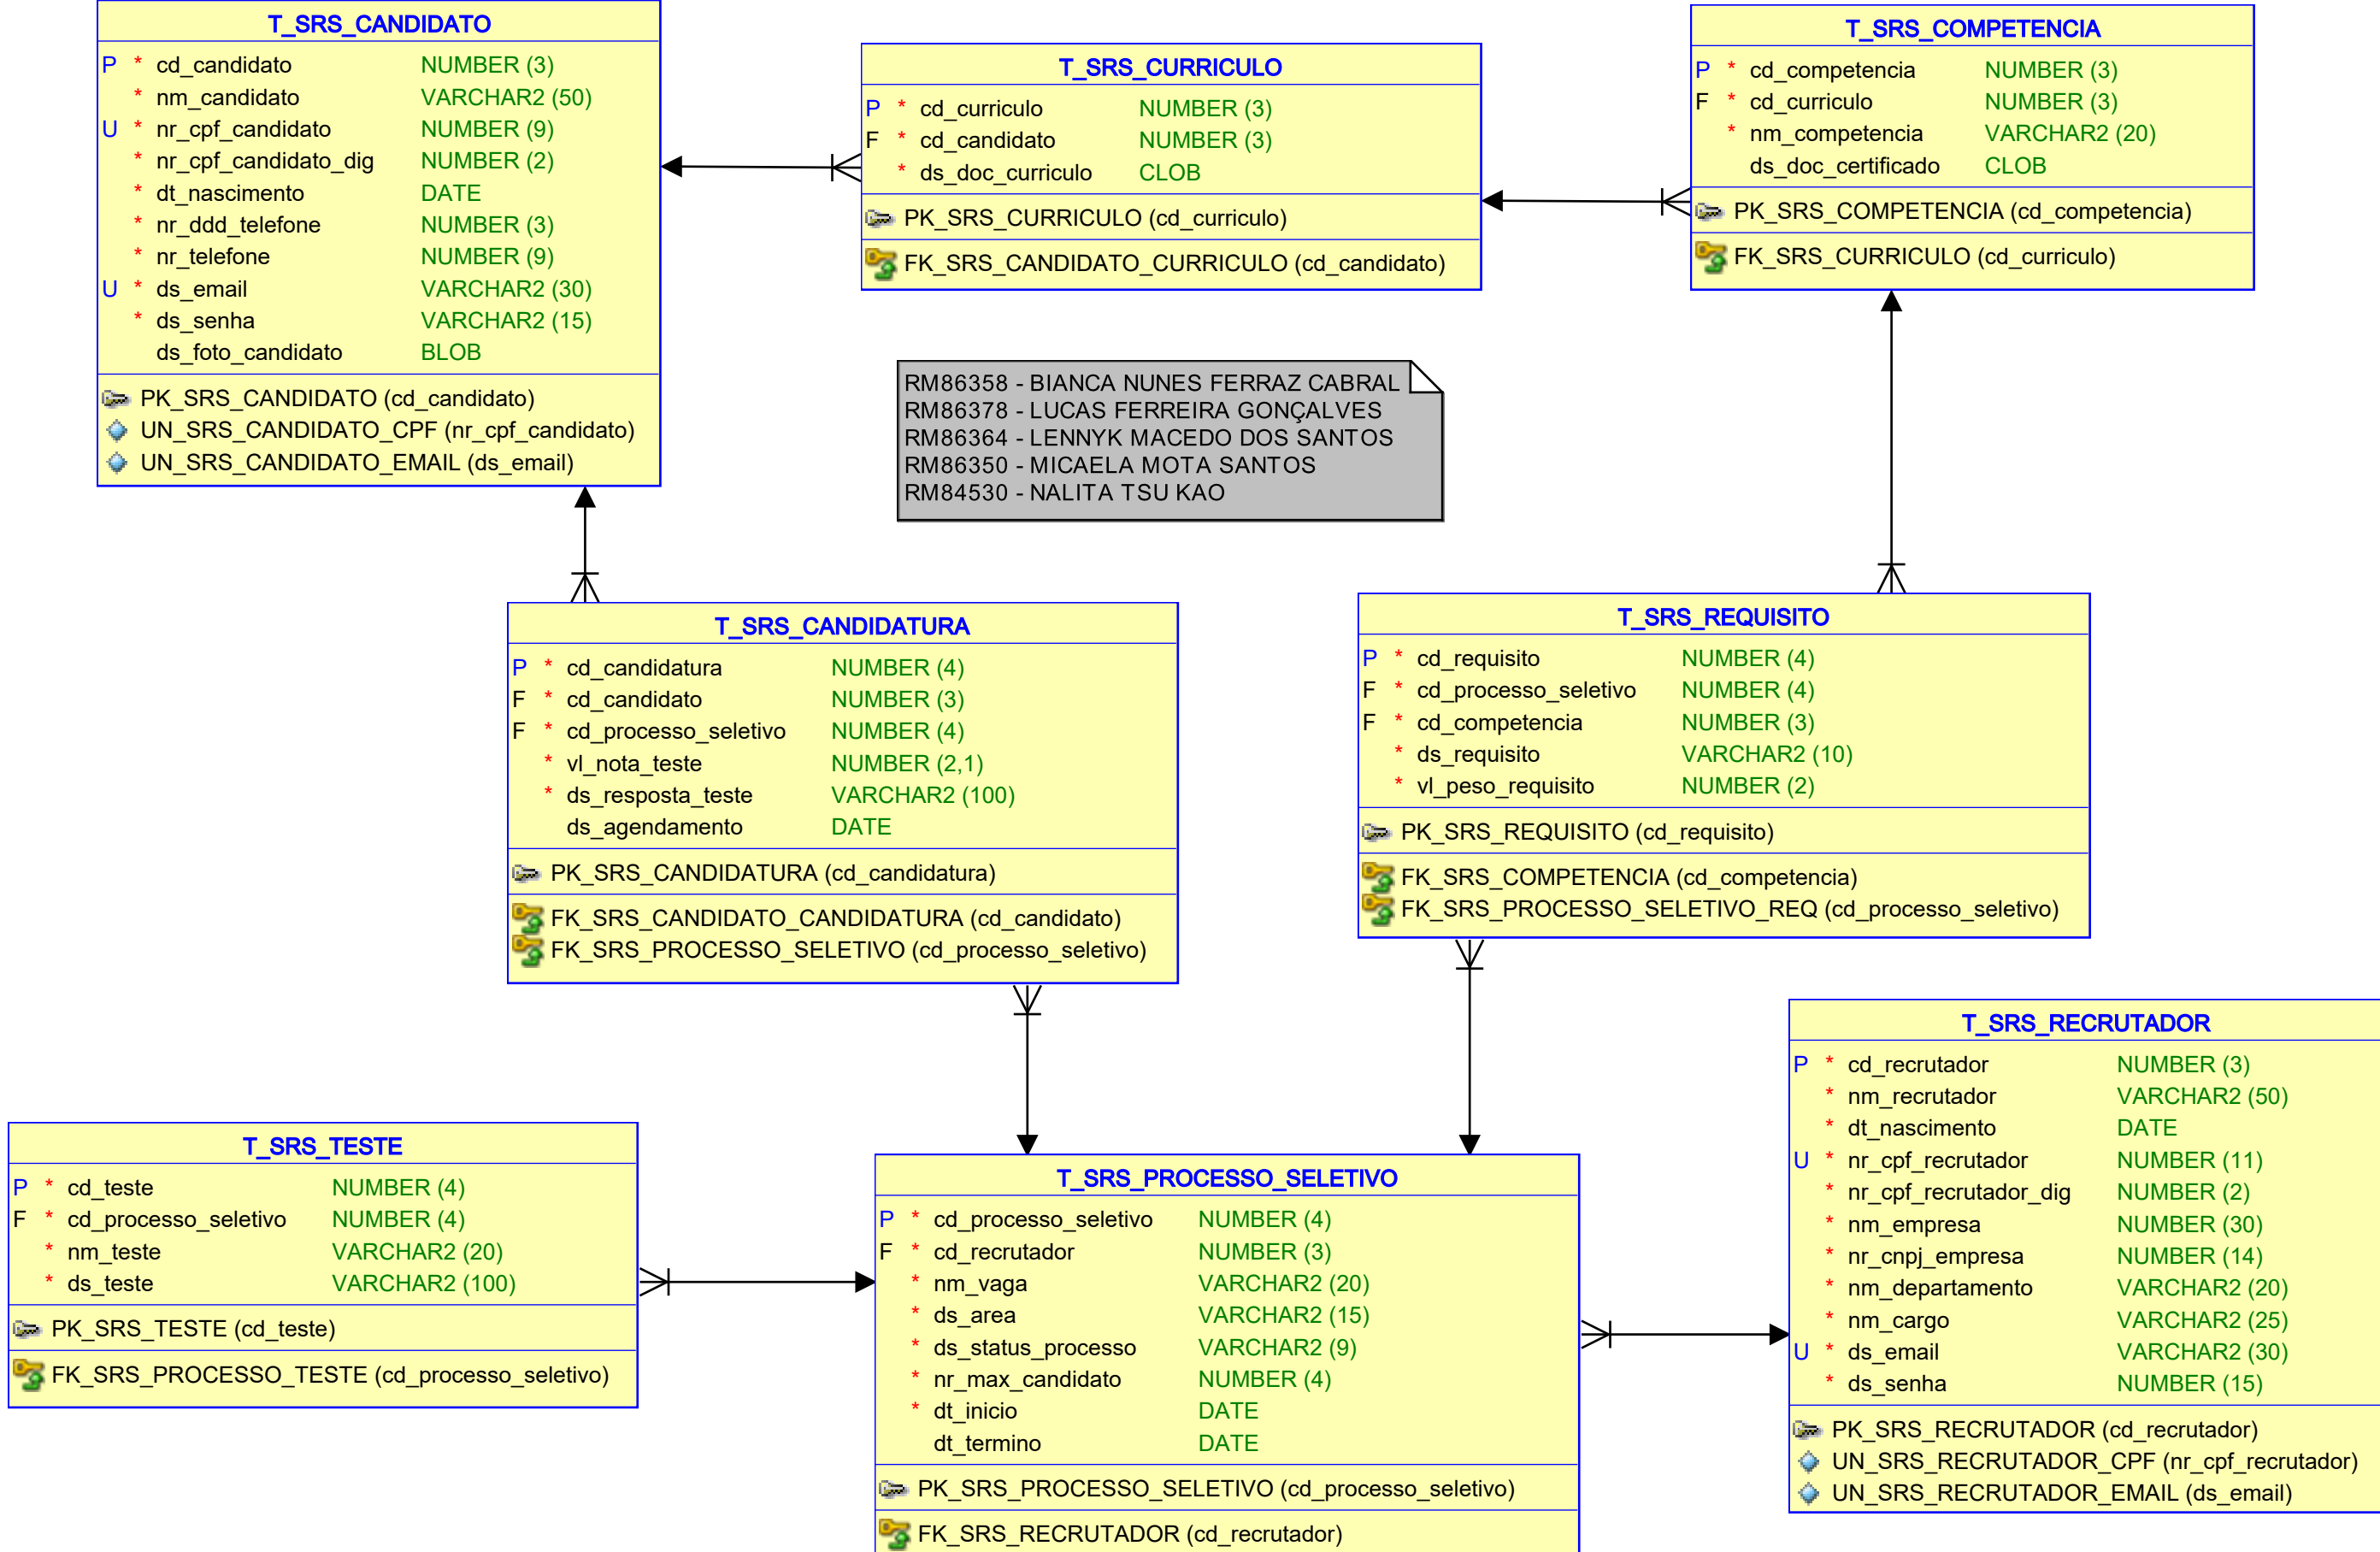 T_SRS_CANDIDATO
P * cd_candidato NUMBER (3)
* nm_candidato VARCHAR2 (50)
U * nr_cpf_candidato NUMBER (9)
* nr_cpf_candidato_dig NUMBER (2)
* dt_nascimento DATE
* nr_ddd_telefone NUMBER (3)
* nr_telefone NUMBER (9)
U * ds_email VARCHAR2 (30)
* ds_senha VARCHAR2 (15)
ds_foto_candidato BLOB
PK_SRS_CANDIDATO (cd_candidato)
UN_SRS_CANDIDATO_CPF (nr_cpf_candidato)
UN_SRS_CANDIDATO_EMAIL (ds_email)
T_SRS_CURRICULO
P * cd_curriculo NUMBER (3)
F * cd_candidato NUMBER (3)
* ds_doc_curriculo CLOB
PK_SRS_CURRICULO (cd_curriculo)
FK_SRS_CANDIDATO_CURRICULO (cd_candidato)
T_SRS_COMPETENCIA
P * cd_competencia NUMBER (3)
F * cd_curriculo NUMBER (3)
* nm_competencia VARCHAR2 (20)
ds_doc_certificado CLOB
PK_SRS_COMPETENCIA (cd_competencia)
FK_SRS_CURRICULO (cd_curriculo)
RM86358 - BIANCA NUNES FERRAZ CABRAL
RM86378 - LUCAS FERREIRA GONÇALVES
RM86364 - LENNYK MACEDO DOS SANTOS
RM86350 - MICAELA MOTA SANTOS
RM84530 - NALITA TSU KAO
T_SRS_CANDIDATURA
P * cd_candidatura NUMBER (4)
F * cd_candidato NUMBER (3)
F * cd_processo_seletivo NUMBER (4)
* vl_nota_teste NUMBER (2,1)
* ds_resposta_teste VARCHAR2 (100)
ds_agendamento DATE
PK_SRS_CANDIDATURA (cd_candidatura)
FK_SRS_CANDIDATO_CANDIDATURA (cd_candidato)
FK_SRS_PROCESSO_SELETIVO (cd_processo_seletivo)
T_SRS_REQUISITO
P * cd_requisito NUMBER (4)
F * cd_processo_seletivo NUMBER (4)
F * cd_competencia NUMBER (3)
* ds_requisito VARCHAR2 (10)
* vl_peso_requisito NUMBER (2)
PK_SRS_REQUISITO (cd_requisito)
FK_SRS_COMPETENCIA (cd_competencia)
FK_SRS_PROCESSO_SELETIVO_REQ (cd_processo_seletivo)
T_SRS_TESTE
P * cd_teste NUMBER (4)
F * cd_processo_seletivo NUMBER (4)
* nm_teste VARCHAR2 (20)
* ds_teste VARCHAR2 (100)
PK_SRS_TESTE (cd_teste)
FK_SRS_PROCESSO_TESTE (cd_processo_seletivo)
T_SRS_PROCESSO_SELETIVO
P * cd_processo_seletivo NUMBER (4)
F * cd_recrutador NUMBER (3)
* nm_vaga VARCHAR2 (20)
* ds_area VARCHAR2 (15)
* ds_status_processo VARCHAR2 (9)
* nr_max_candidato NUMBER (4)
* dt_inicio DATE
dt_termino DATE
PK_SRS_PROCESSO_SELETIVO (cd_processo_seletivo)
FK_SRS_RECRUTADOR (cd_recrutador)
T_SRS_RECRUTADOR
P * cd_recrutador NUMBER (3)
* nm_recrutador VARCHAR2 (50)
* dt_nascimento DATE
U * nr_cpf_recrutador NUMBER (11)
* nr_cpf_recrutador_dig NUMBER (2)
* nm_empresa NUMBER (30)
* nr_cnpj_empresa NUMBER (14)
* nm_departamento VARCHAR2 (20)
* nm_cargo VARCHAR2 (25)
U * ds_email VARCHAR2 (30)
* ds_senha NUMBER (15)
PK_SRS_RECRUTADOR (cd_recrutador)
UN_SRS_RECRUTADOR_CPF (nr_cpf_recrutador)
UN_SRS_RECRUTADOR_EMAIL (ds_email)